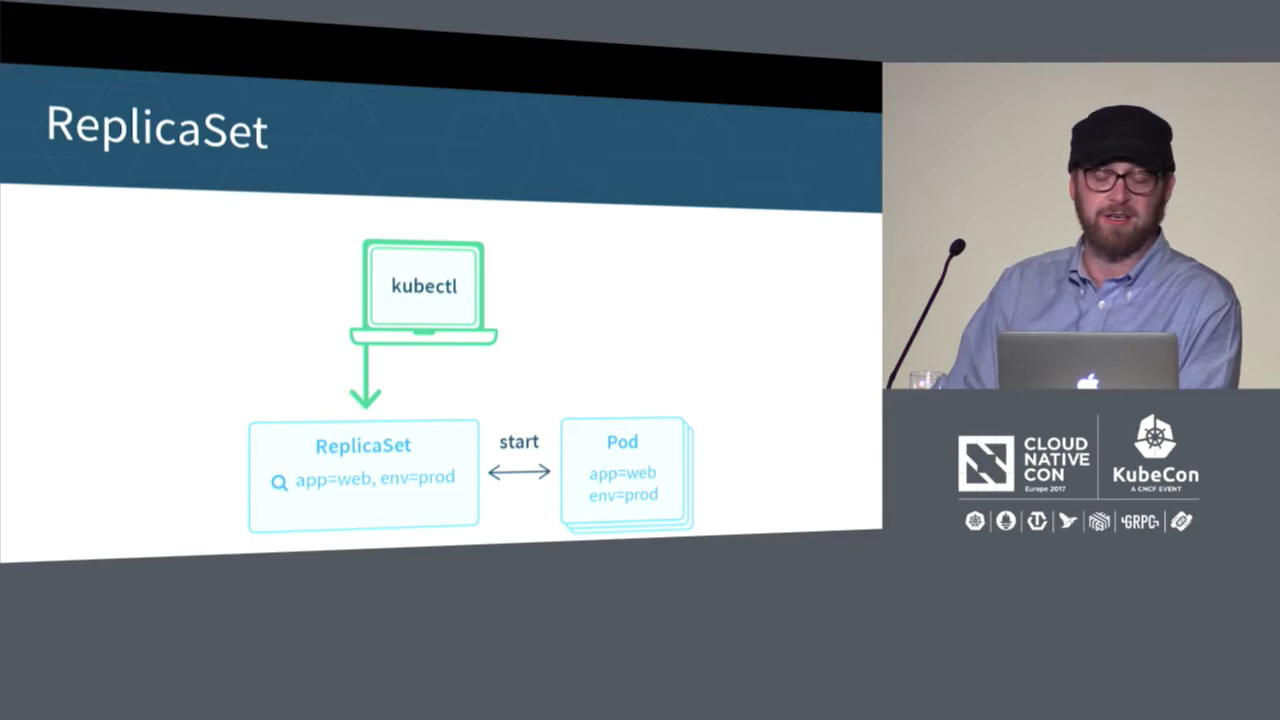 ReplicaSet
kubectl
ReplicaSet
app=web, env=prod
start
Pod
app=web
env=prod
CLOUD
NATIVE
CON
Europe 2017
KubeCon
A CNCF EVENT
GRPC